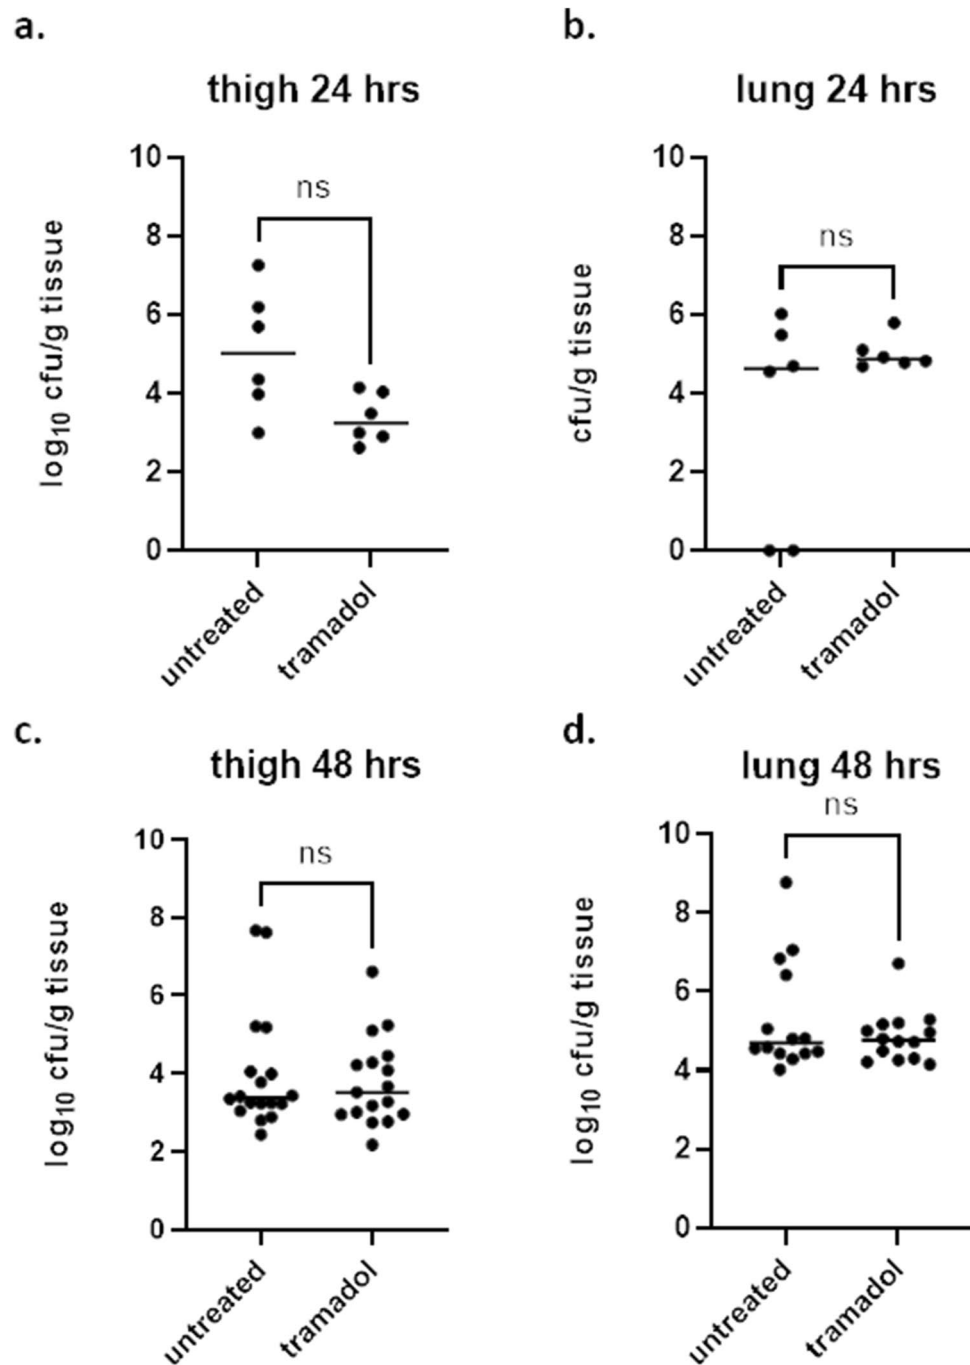 a.
thigh 24 hrs
log10 cfu/g tissue
10
8
6
4
2
0
ns
untreated
tramadol
b.
lung 24 hrs
cfu/g tissue
10
8
6
4
2
0
ns
untreated
tramadol
c.
thigh 48 hrs
log10 cfu/g tissue
10
8
6
4
2
0
ns
untreated
tramadol
d.
lung 48 hrs
log10 cfu/g tissue
10
8
6
4
2
0
ns
untreated
tramadol